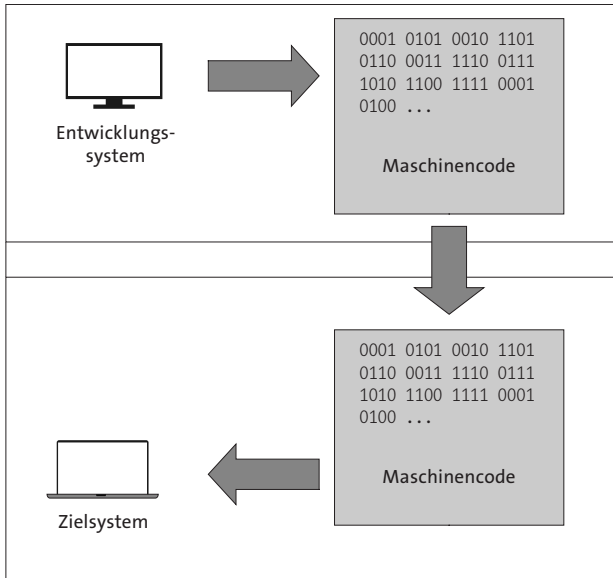 0001 0101 0010 1101
0110 0011 1110 0111
1010 1100 1111 0001
0100 ...
Entwicklungs-
system
Maschinencode
0001 0101 0010 1101
0110 0011 1110 0111
1010 1100 1111 0001
0100 ...
Maschinencode
Zielsystem